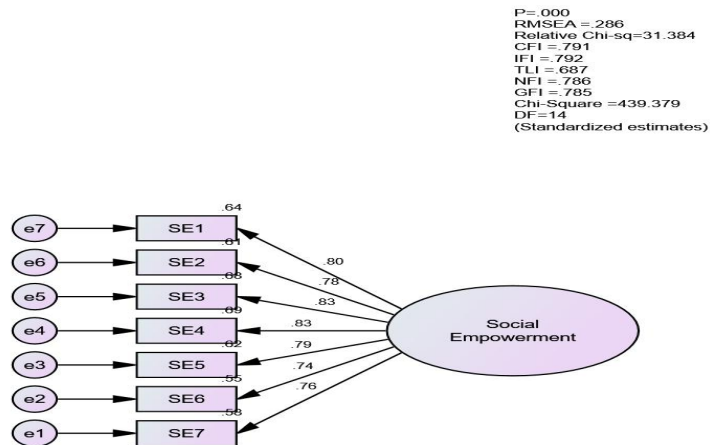 P=.000
RMSEA =.286
Relative Chi-sq=31.384
CFI =.791
IFI =.792
TLI =.687
NFI =.786
GFI =.785
Chi-Square =439.379
DF=14
(Standardized estimates)
.64
e7 SE1
.61
.80
e6 SE2
.78
.68
e5 SE3
.83
.69
e4 SE4
.83
.62
e3 SE5
.79
.55
e2 SE6
.74
.58
e1 SE7
.76
Social
Empowerment